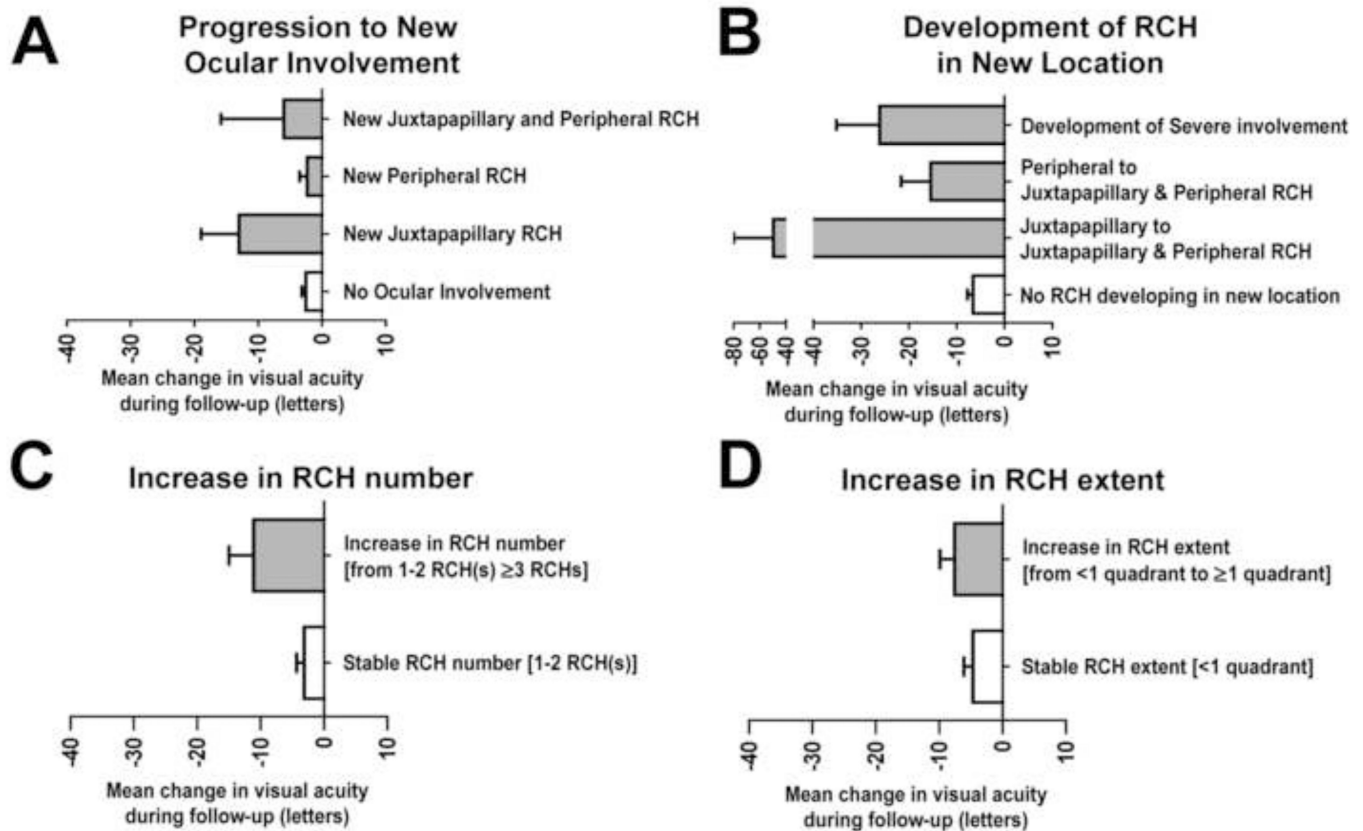 A
Progression to New
Ocular Involvement
New Juxtapapillary and Peripheral RCH
New Peripheral RCH
New Juxtapapillary RCH
No Ocular Involvement
-40
-30
-20
-10
0
10
Mean change in visual acuity
during follow-up (letters)
B
Development of RCH
in New Location
Development of Severe involvement
Peripheral to
Juxtapapillary & Peripheral RCH
Juxtapapillary to
Juxtapapillary & Peripheral RCH
No RCH developing in new location
-80
-60
-40
-40
-30
-20
-10
0
10
Mean change in visual acuity
during follow-up (letters)
C
Increase in RCH number
Increase in RCH number
[from 1-2 RCH(s) ≥3 RCHs]
Stable RCH number [1-2 RCH(s)]
-40
-30
-20
-10
0
10
Mean change in visual acuity
during follow-up (letters)
D
Increase in RCH extent
Increase in RCH extent
[from <1 quadrant to ≥1 quadrant]
Stable RCH extent [<1 quadrant]
-40
-30
-20
-10
0
10
Mean change in visual acuity
during follow-up (letters)